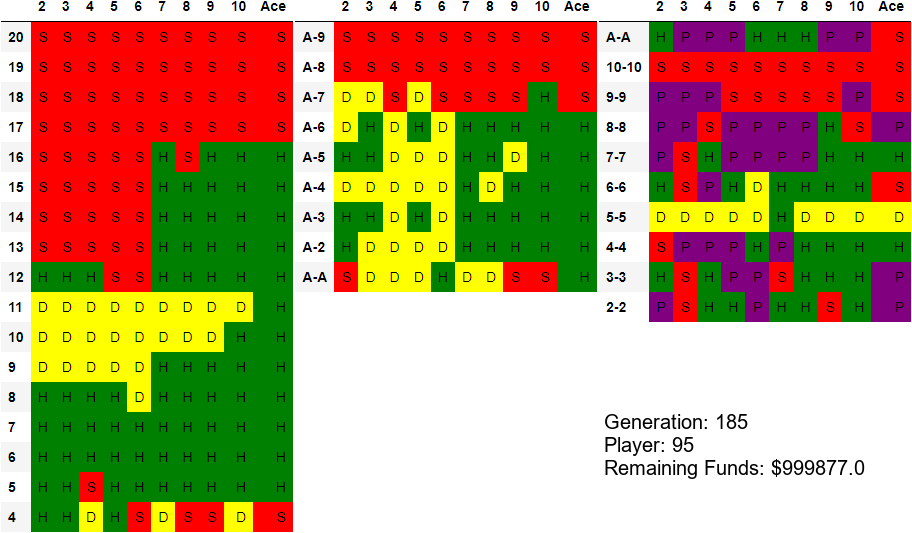 2 3 4 5 6 7 8 9 10 Ace
20 S S S S S S S S S S
19 S S S S S S S S S S
18 S S S S S S S S S S
17 S S S S S S S S S S
16 S S S S S H S H H H
15 S S S S S H H H H H
14 S S S S S H H H H H
13 S S S S S H H H H H
12 H H H S S H H H H H
11 D D D D D D D D D H
10 D D D D D D D D H H
9 D D D D D H H H H H
8 H H H H D H H H H H
7 H H H H H H H H H H
6 H H H H H H H H H H
5 H H S H H H H H H H
4 H H D H S D S S D S
2 3 4 5 6 7 8 9 10 Ace
A-9 S S S S S S S S S S
A-8 S S S S S S S S S S
A-7 D D S D S S S S H S
A-6 D H D H D H H H H H
A-5 H H D D D H H D H H
A-4 D D D D D H D H H H
A-3 H H D H D H H H H H
A-2 H D D D D H H H H H
A-A S D D D H D D S S H
2 3 4 5 6 7 8 9 10 Ace
A-A H P P P H H H P P S
10-10 S S S S S S S S S S
9-9 P P P S S S S S P S
8-8 P P S P P P P H S P
7-7 P S H P P P P H H H
6-6 H S P H D H H H H S
5-5 D D D D D H D D D D
4-4 S P P P H P H H H H
3-3 H S H P P S H H H P
2-2 P S H H P H H S H P
Generation: 185
Player: 95
Remaining Funds: $999877.0